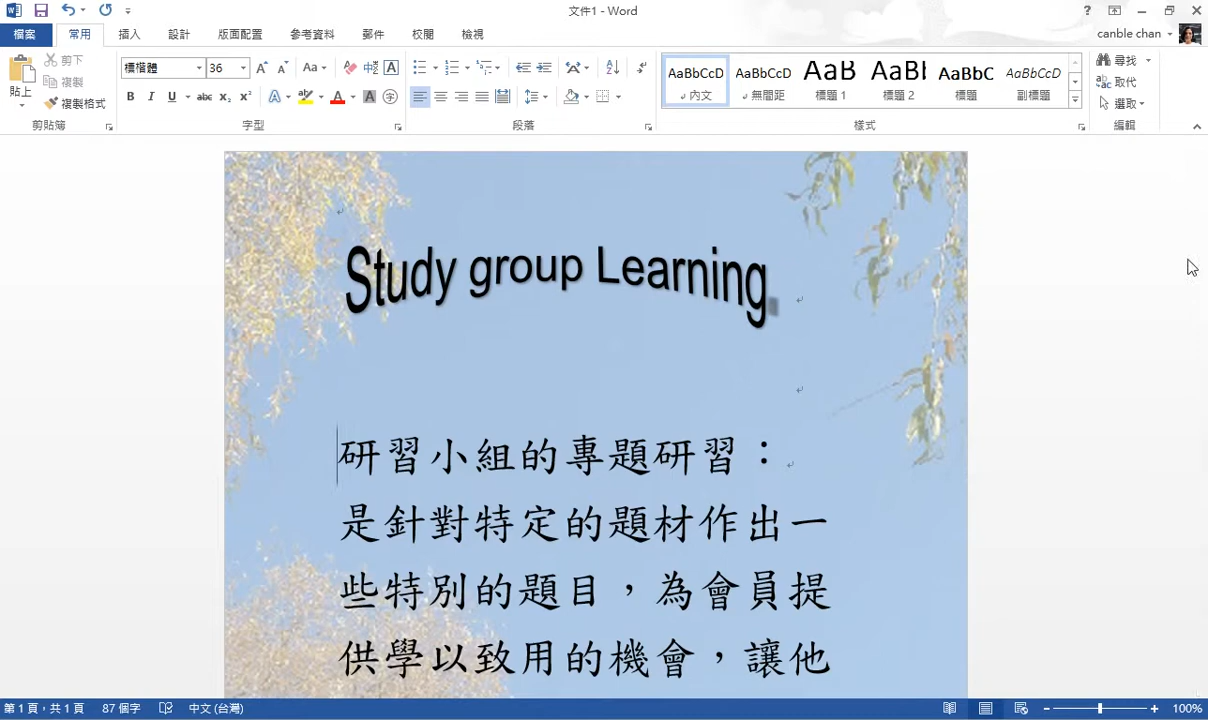 文件1 - Word
檔案 常用 插入 設計 版面配置 參考資料 郵件 校閱 檢視
canble chan
剪下
複製
貼上
複製格式
剪貼簿
標楷體 36
字型
段落
AaBbCcD AaBbCcD AaB AaBb AaBbC AaBbCcD
內文 無間距 標題 1 標題 2 標題 副標題
樣式
尋找
取代
選取
編輯
Study group Learning
研習小組的專題研習：
是針對特定的題材作出一
些特別的題目，為會員提
供學以致用的機會，讓他
第 1 頁，共 1 頁 87 個字 中文 (台灣) 100%